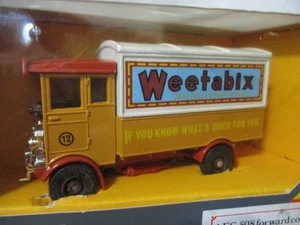 Weetabix
IF YOU KNOW WHAT'S GOOD FOR YOU
12
AEC 508 forward co